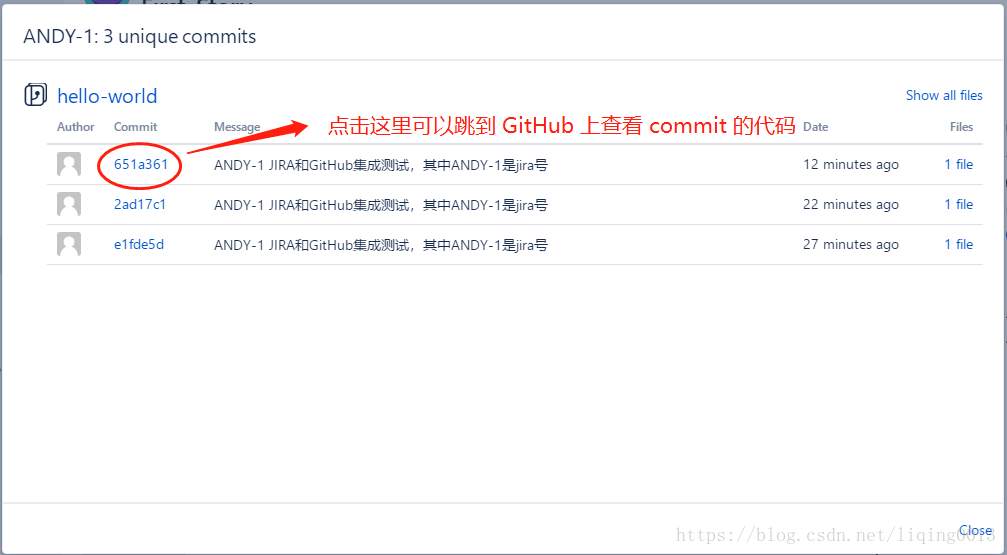 First Story
ANDY-1: 3 unique commits
hello-world
Show all files
Author Commit Message 点击这里可以跳到 GitHub 上查看 commit 的代码 Date Files
651a361 ANDY-1 JIRA和GitHub集成测试，其中ANDY-1是jira号 12 minutes ago 1 file
2ad17c1 ANDY-1 JIRA和GitHub集成测试，其中ANDY-1是jira号 22 minutes ago 1 file
e1fde5d ANDY-1 JIRA和GitHub集成测试，其中ANDY-1是jira号 27 minutes ago 1 file
Close
https://blog.csdn.net/liqing0013